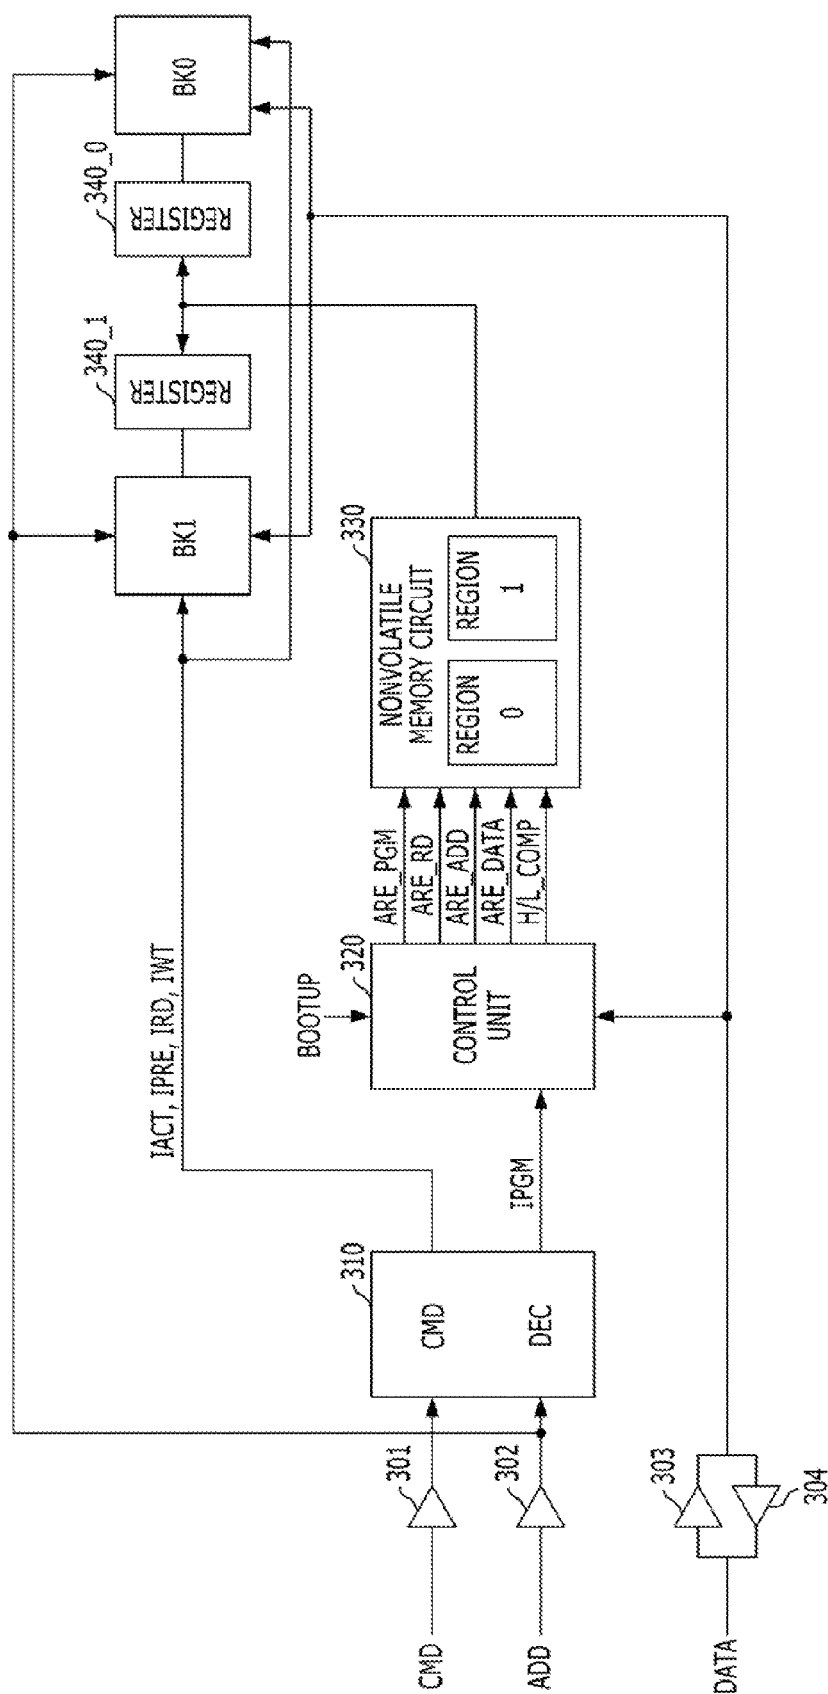 CMD
ADD
DATA
301
302
303
304
310
CMD
DEC
IACT, IPRE, IRD, IWT
IPGM
BOOTUP
320
CONTROL
UNIT
ARE_PGM
ARE_RD
ARE_ADD
ARE_DATA
H/L_COMP
330
NONVOLATILE
MEMORY CIRCUIT
REGION
0
REGION
1
BK1
340_1
REGISTER
340_0
REGISTER
BK0